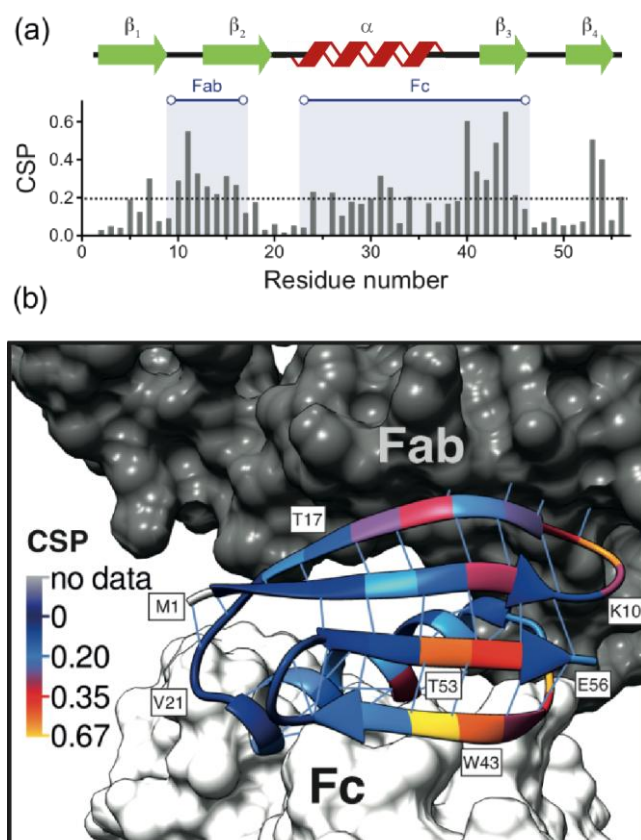 (a)
β1 β2 α β3 β4
Fab Fc
CSP
0.6
0.4
0.2
0.0
0 10 20 30 40 50
Residue number
(b)
Fab
T17
CSP
no data
0
0.20
0.35
0.67
M1
K10
V21
T53
E56
W43
Fc